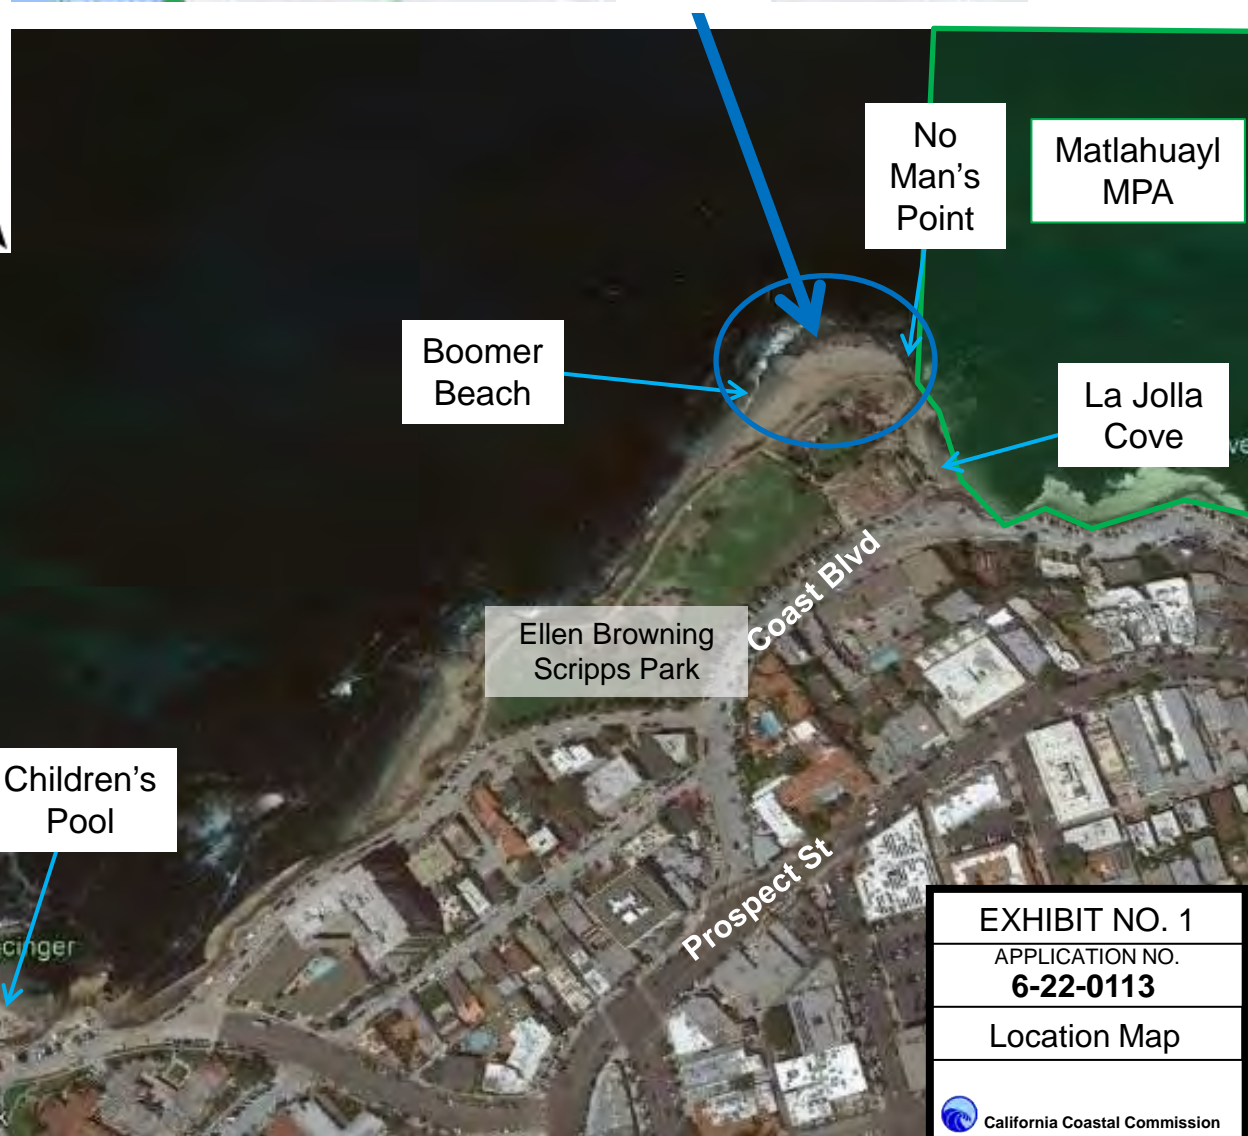 No
Man's
Point
Matlahuayl
MPA
Boomer
Beach
La Jolla
Cove
Coast Blvd
Ellen Browning
Scripps Park
Children's
Pool
Prospect St
EXHIBIT NO. 1
APPLICATION NO.
6-22-0113
Location Map
California Coastal Commission